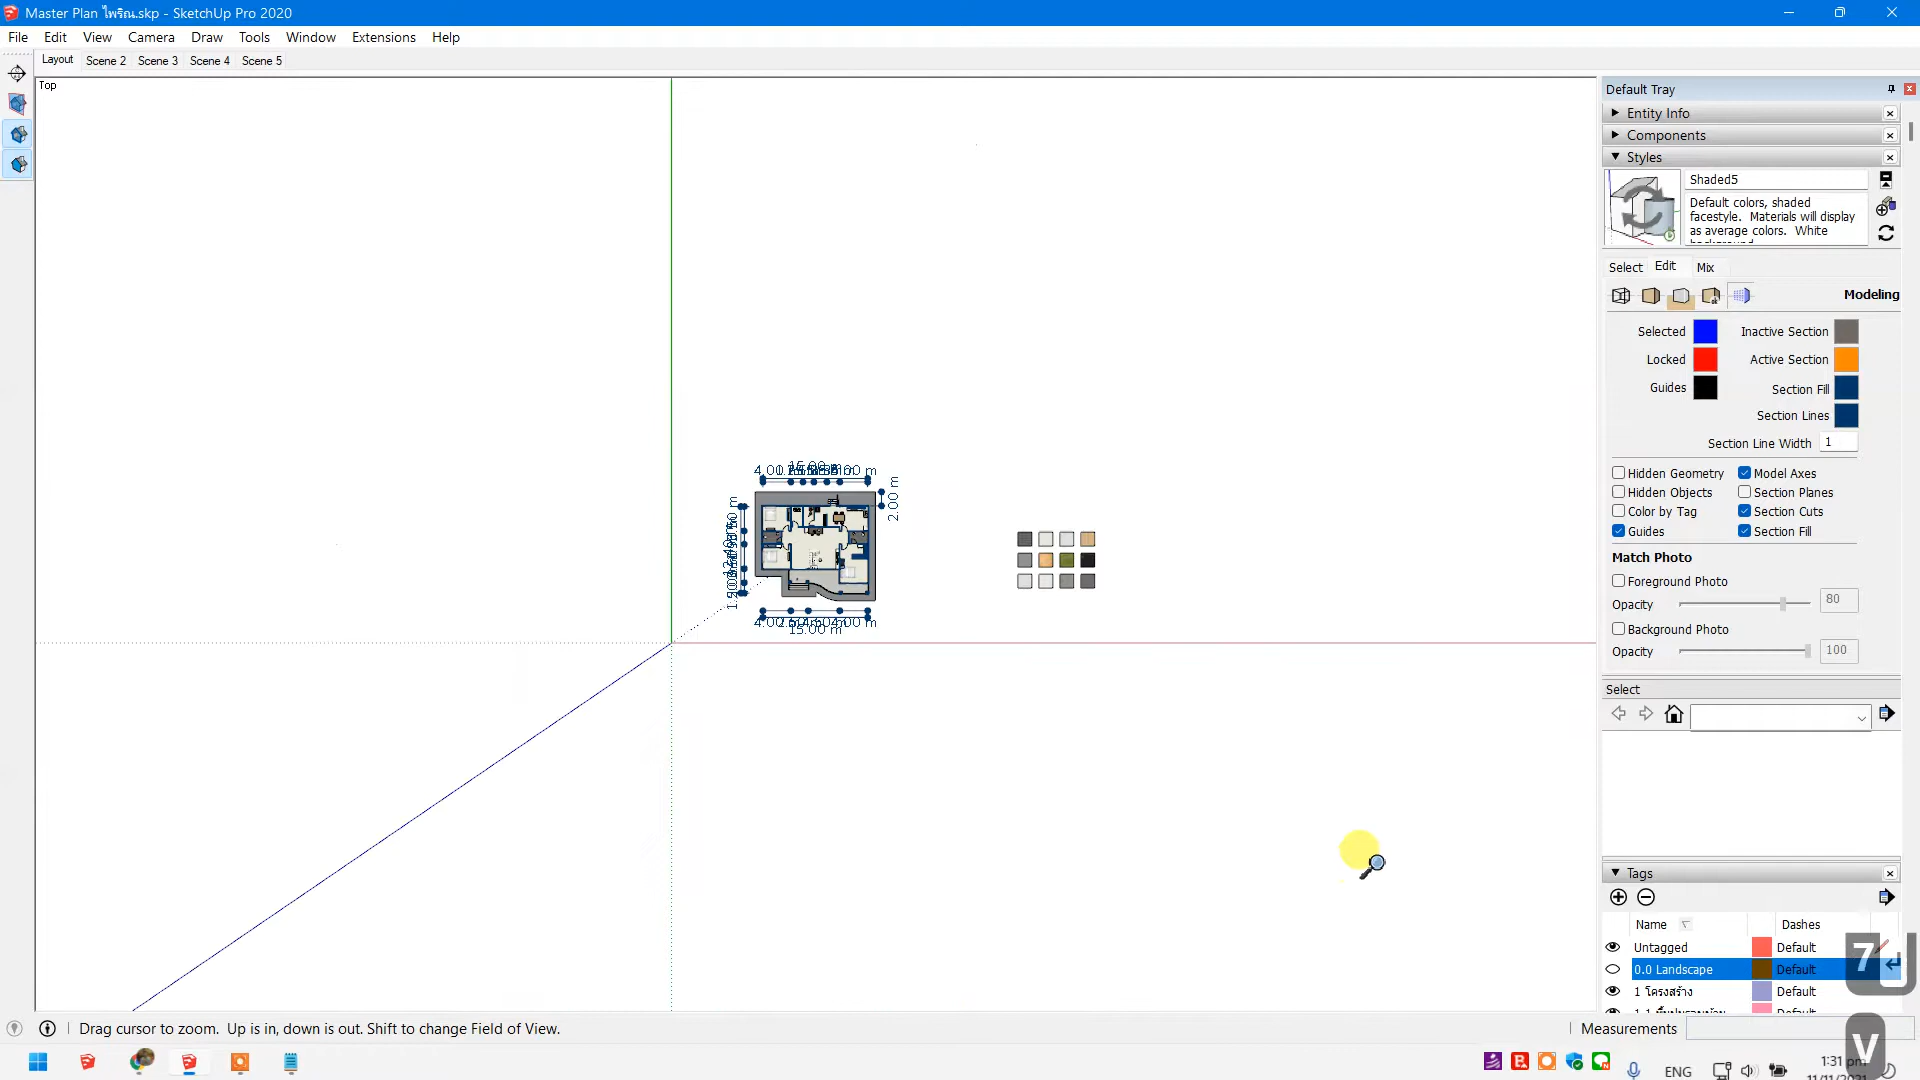 Master Plan ไพริณ.skp - SketchUp Pro 2020
File Edit View Camera Draw Tools Window Extensions Help
Layout Scene 2 Scene 3 Scene 4 Scene 5
Top
Default Tray
Entity Info
Components
Styles
Shaded5
Default colors, shaded
facestyle. Materials will display
as average colors. White
Select Edit Mix
Modeling
Selected Inactive Section
Locked Active Section
Guides Section Fill
Section Lines
Section Line Width 1
Hidden Geometry Model Axes
Hidden Objects Section Planes
Color by Tag Section Cuts
Guides Section Fill
Match Photo
Foreground Photo
Opacity 80
Background Photo
Opacity 100
Select
Tags
Name Dashes
Untagged Default
0.0 Landscape Default
1 โครงสร้าง Default
15.00 m
2.00 m
15.00 m
7
V
Drag cursor to zoom. Up is in, down is out. Shift to change Field of View.
Measurements
ENG
1:31 pm